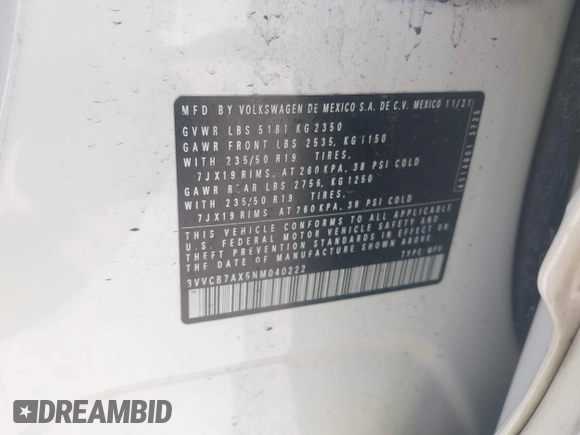 MFD BY VOLKSWAGEN DE MEXICO S.A. DE C.V. MEXICO 11/21
GVWR LBS 5181 KG 2350
GAWR FRONT LBS 2535, KG 1150
WITH 235/50 R19 TIRES,
7JX19 RIMS, AT 260 KPA, 38 PSI COLD
GAWR REAR LBS 2756, KG 1250
WITH 235/50 R19 TIRES.
7JX19 RIMS, AT 260 KPA, 38 PSI COLD
THIS VEHICLE CONFORMS TO ALL APPLICABLE
U.S. FEDERAL MOTOR VEHICLE SAFETY AND
THEFT PREVENTION STANDARDS IN EFFECT ON
THE DATE OF MANUFACTURE SHOWN ABOVE.
TYPE: MPV
3VVCB7AX5NM040222
DREAMBID